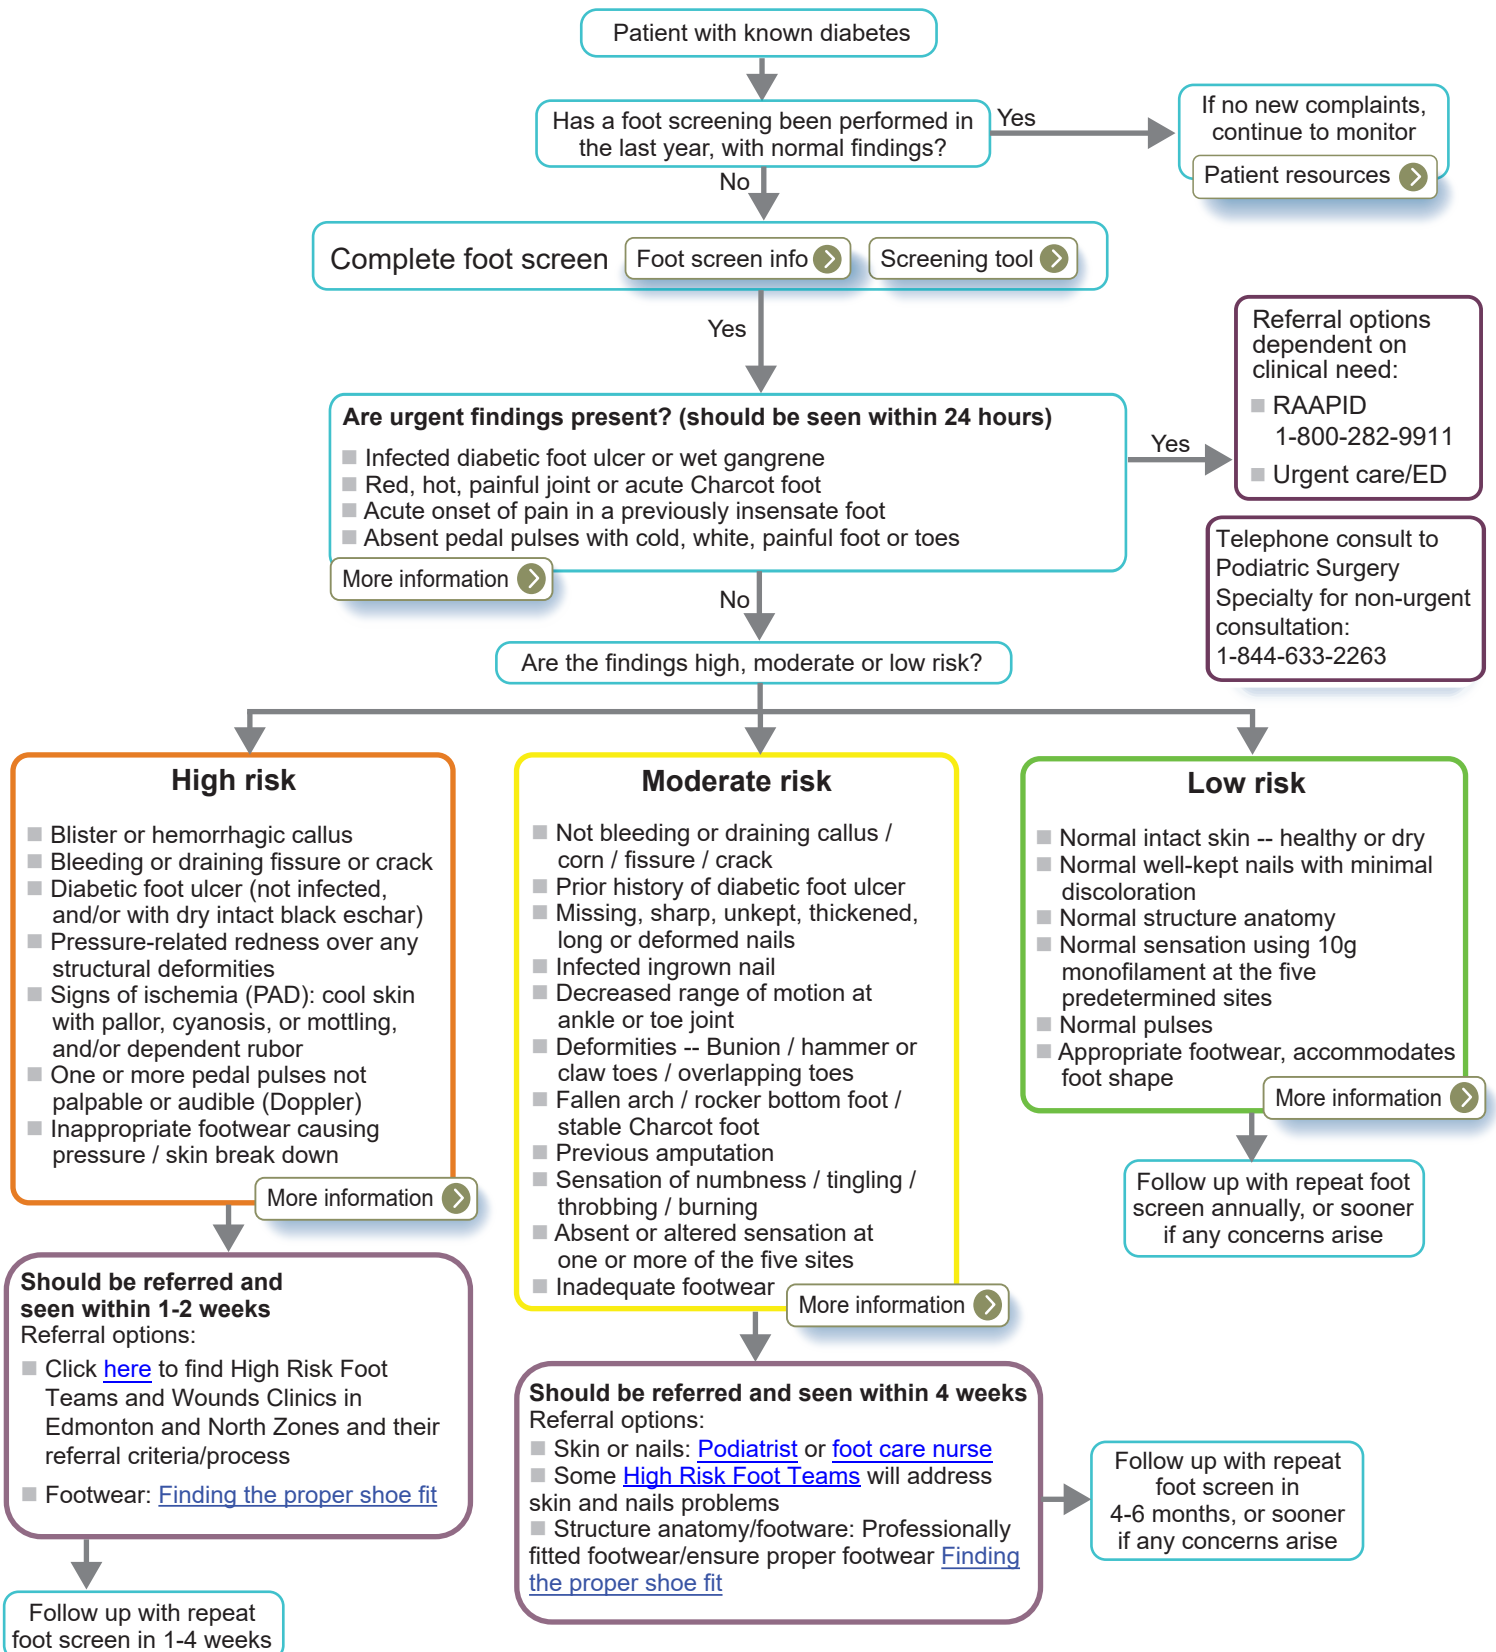 Patient with known diabetes
Has a foot screening been performed in
the last year, with normal findings?
Yes
If no new complaints,
continue to monitor
Patient resources
No
Complete foot screen
Foot screen info
Screening tool
Yes
Are urgent findings present? (should be seen within 24 hours)
Infected diabetic foot ulcer or wet gangrene
Red, hot, painful joint or acute Charcot foot
Acute onset of pain in a previously insensate foot
Absent pedal pulses with cold, white, painful foot or toes
More information
Yes
Referral options
dependent on
clinical need:
RAAPID
1-800-282-9911
Urgent care/ED
Telephone consult to
Podiatric Surgery
Specialty for non-urgent
consultation:
1-844-633-2263
No
Are the findings high, moderate or low risk?
High risk
Blister or hemorrhagic callus
Bleeding or draining fissure or crack
Diabetic foot ulcer (not infected,
and/or with dry intact black eschar)
Pressure-related redness over any
structural deformities
Signs of ischemia (PAD): cool skin
with pallor, cyanosis, or mottling,
and/or dependent rubor
One or more pedal pulses not
palpable or audible (Doppler)
Inappropriate footwear causing
pressure / skin break down
More information
Should be referred and
seen within 1-2 weeks
Referral options:
Click here to find High Risk Foot
Teams and Wounds Clinics in
Edmonton and North Zones and their
referral criteria/process
Footwear: Finding the proper shoe fit
Follow up with repeat
foot screen in 1-4 weeks
Moderate risk
Not bleeding or draining callus /
corn / fissure / crack
Prior history of diabetic foot ulcer
Missing, sharp, unkept, thickened,
long or deformed nails
Infected ingrown nail
Decreased range of motion at
ankle or toe joint
Deformities -- Bunion / hammer or
claw toes / overlapping toes
Fallen arch / rocker bottom foot /
stable Charcot foot
Previous amputation
Sensation of numbness / tingling /
throbbing / burning
Absent or altered sensation at
one or more of the five sites
Inadequate footwear
More information
Should be referred and seen within 4 weeks
Referral options:
Skin or nails: Podiatrist or foot care nurse
Some High Risk Foot Teams will address
skin and nails problems
Structure anatomy/footware: Professionally
fitted footwear/ensure proper footwear Finding
the proper shoe fit
Follow up with repeat
foot screen in
4-6 months, or sooner
if any concerns arise
Low risk
Normal intact skin -- healthy or dry
Normal well-kept nails with minimal
discoloration
Normal structure anatomy
Normal sensation using 10g
monofilament at the five
predetermined sites
Normal pulses
Appropriate footwear, accommodates
foot shape
More information
Follow up with repeat foot
screen annually, or sooner
if any concerns arise